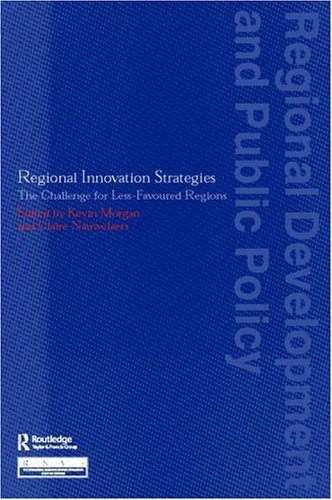 Regional Development
and Public Policy
Regional Innovation Strategies
The Challenge for Less-Favoured Regions
Edited by Kevin Morgan
and Claire Nauwelaers
Routledge
Taylor & Francis Group